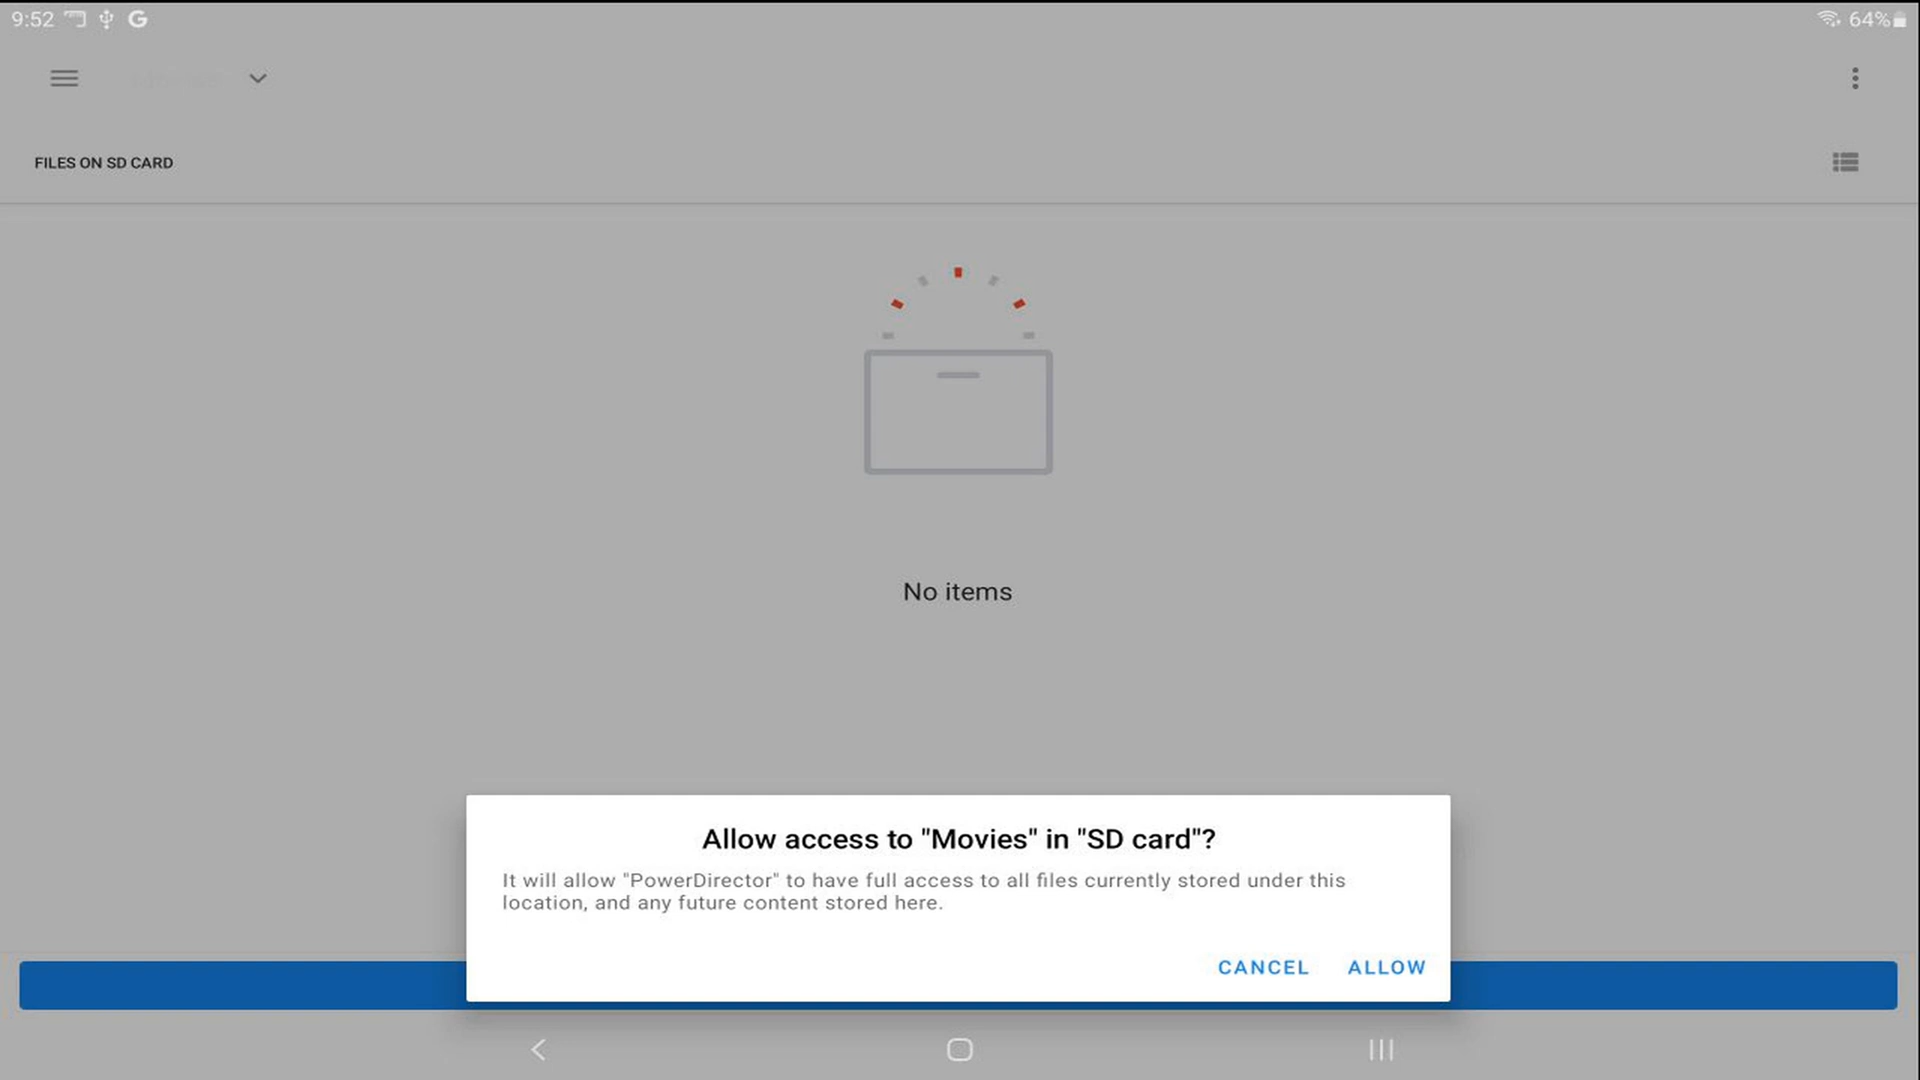 9:52
64%
FILES ON SD CARD
No items
Allow access to "Movies" in "SD card"?
It will allow "PowerDirector" to have full access to all files currently stored under this
location, and any future content stored here.
CANCEL ALLOW